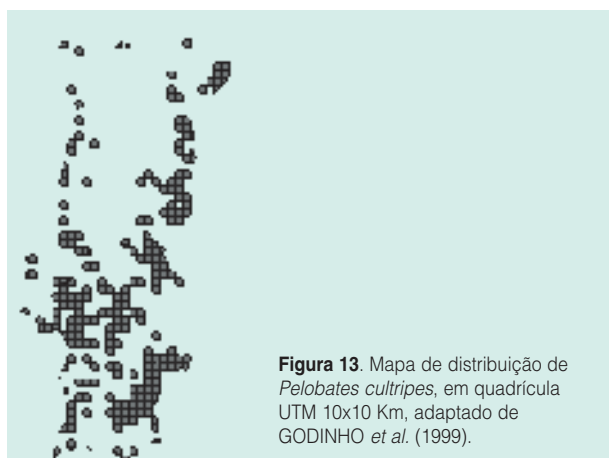 Figura 13. Mapa de distribuição de
Pelobates cultripes, em quadrícula
UTM 10x10 Km, adaptado de
GODINHO et al. (1999).